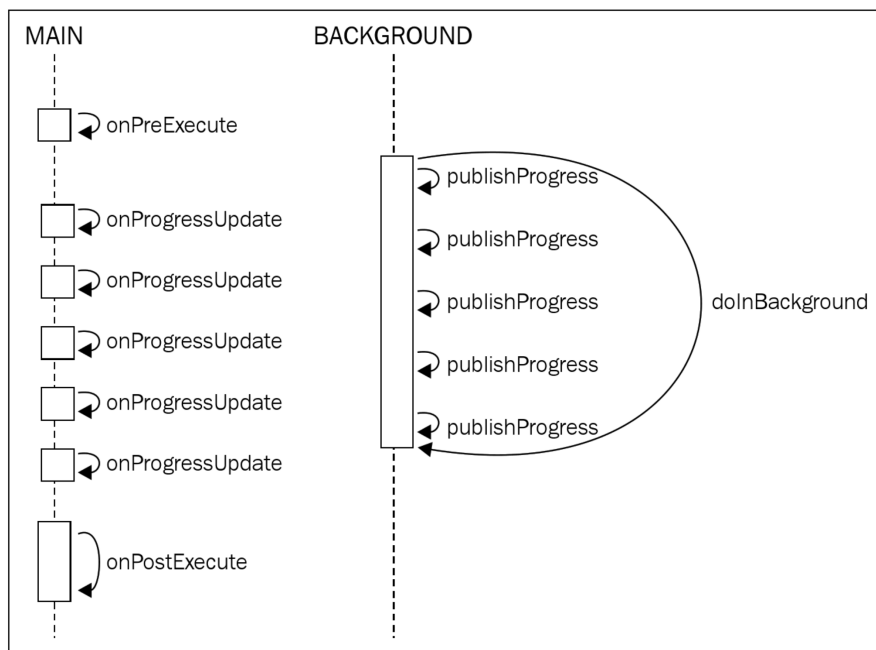 MAIN
BACKGROUND
onPreExecute
publishProgress
onProgressUpdate
publishProgress
onProgressUpdate
publishProgress
doInBackground
onProgressUpdate
publishProgress
onProgressUpdate
publishProgress
onProgressUpdate
onPostExecute